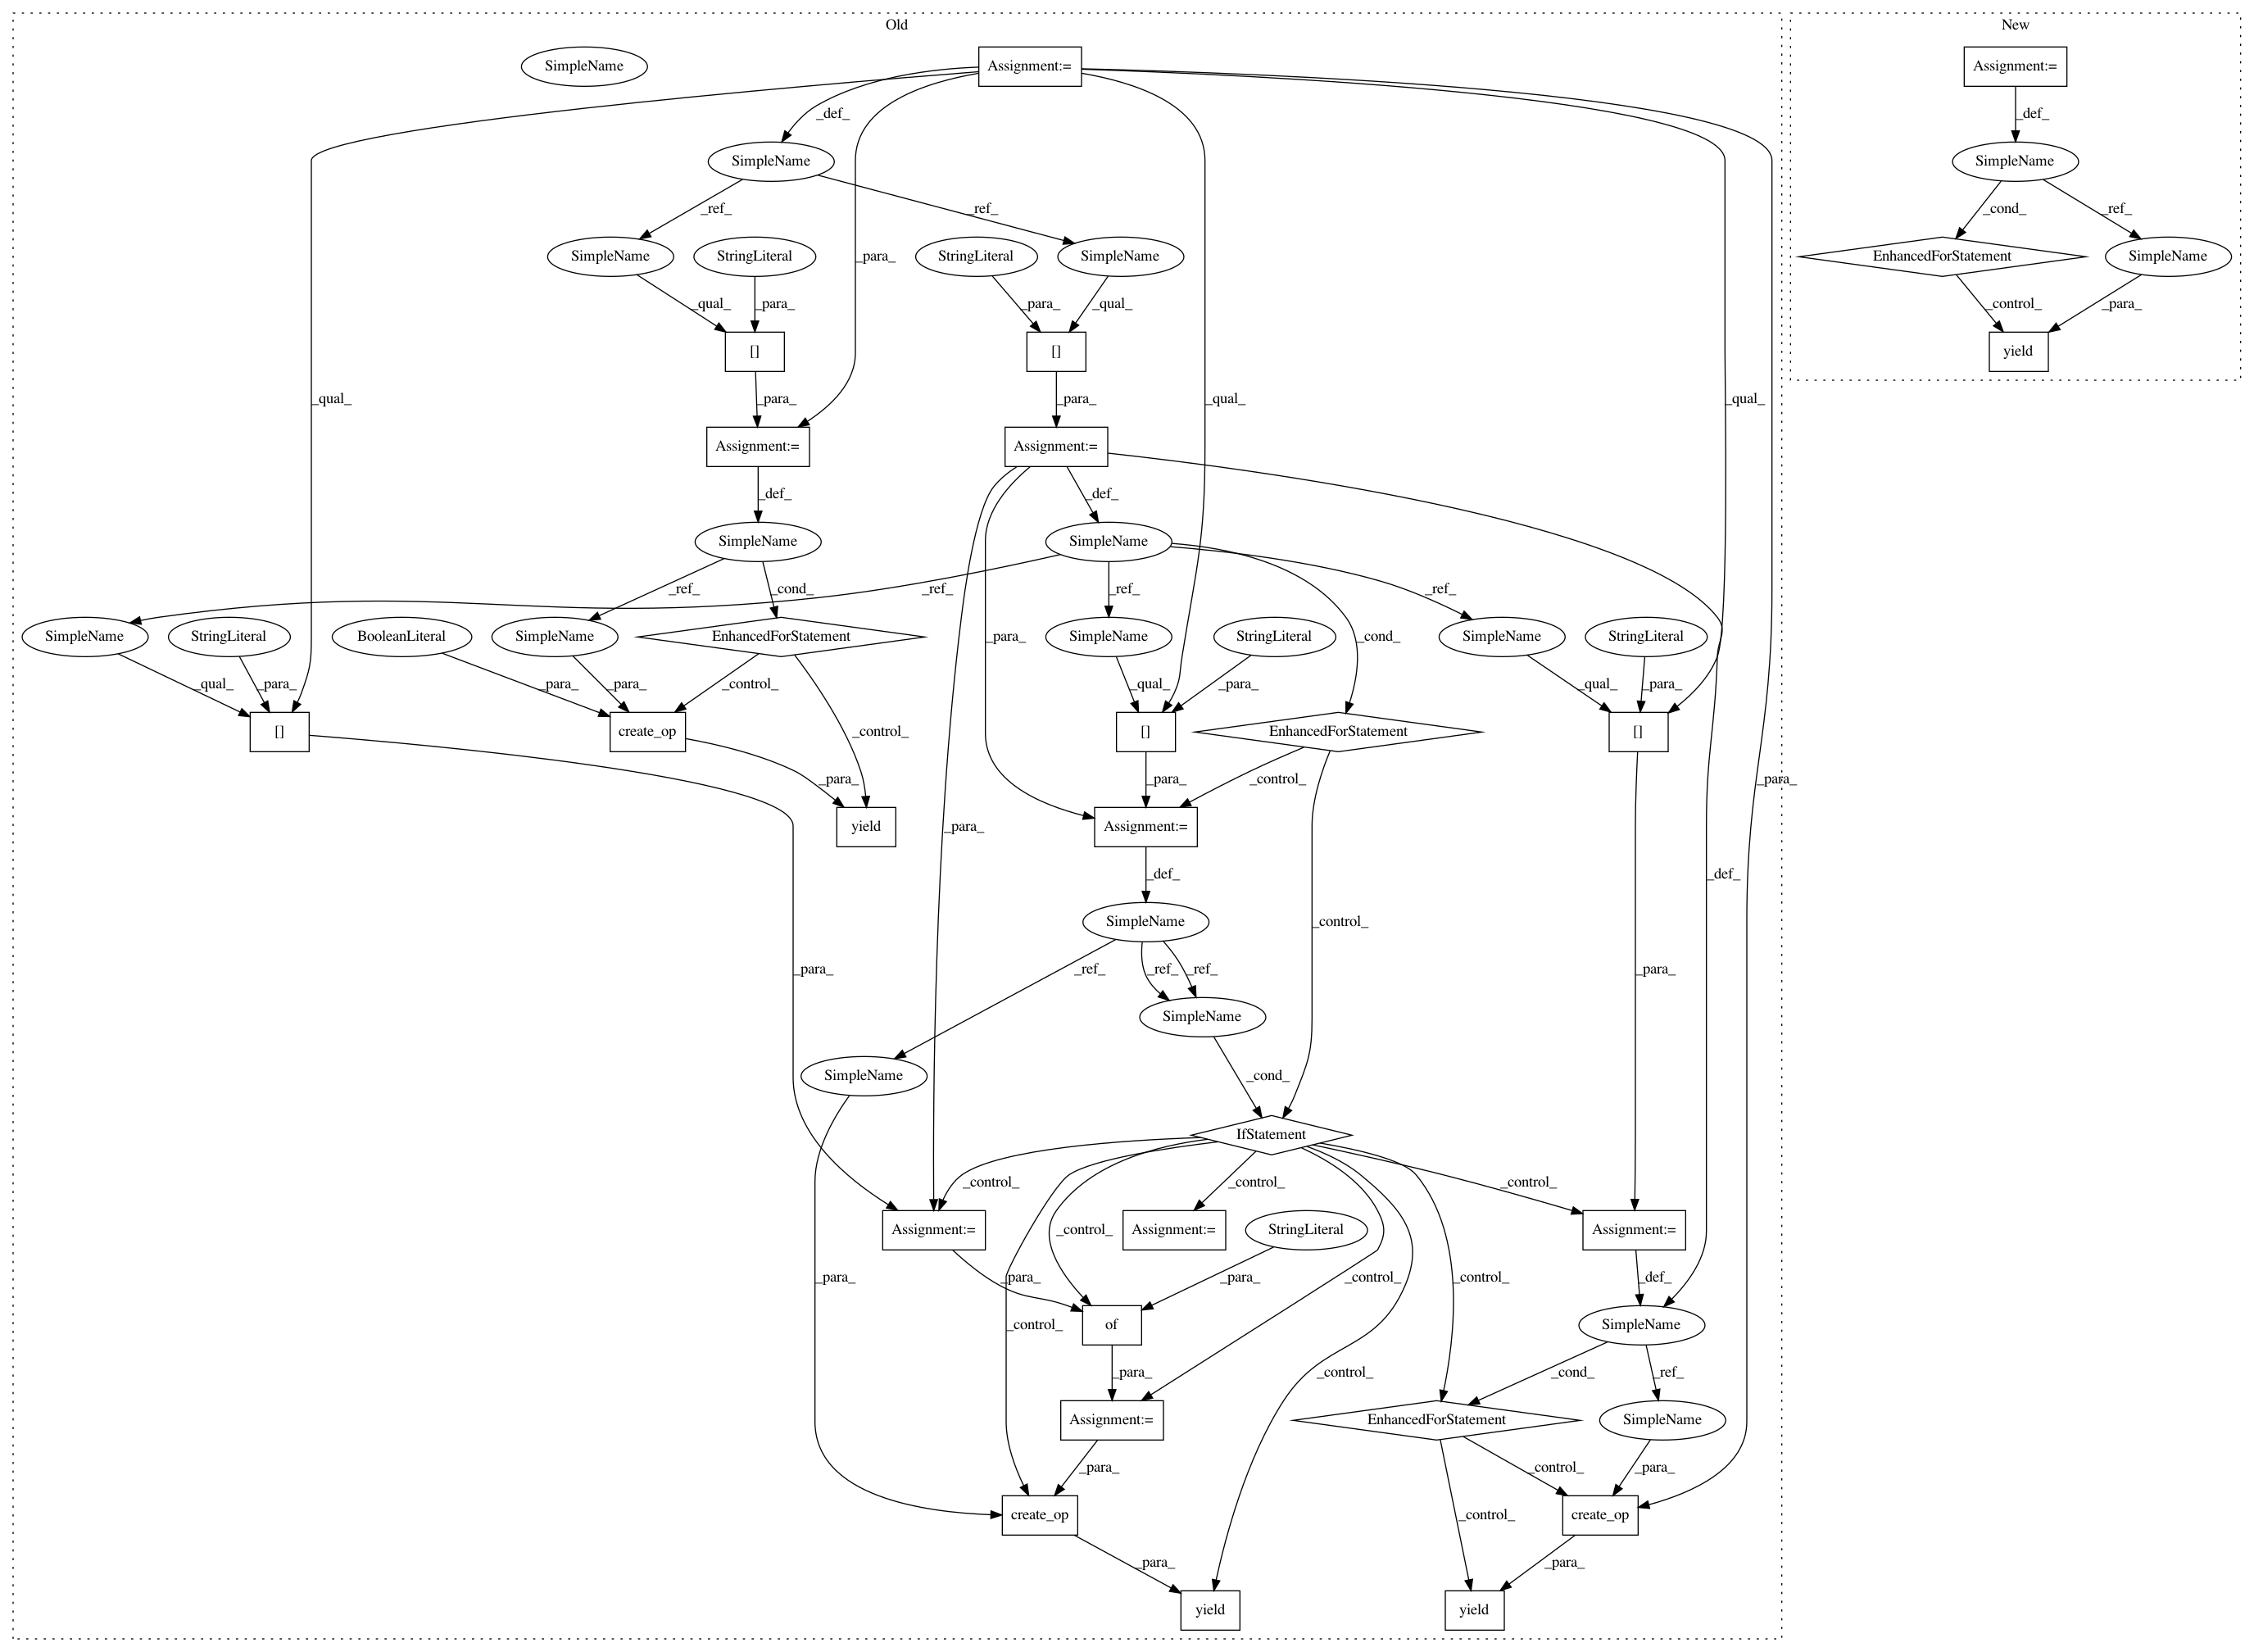 Old
New
SimpleName
Assignment:=
Assignment:=
_def_
_def_
SimpleName
SimpleName
_ref_
_ref_
_cond_
_ref_
SimpleName
StringLiteral
_para_
StringLiteral
SimpleName
EnhancedForStatement
SimpleName
_qual_
_para_
_para_
_qual_
_control_
_para_
[]
[]
yield
_qual_
_para_
_para_
_qual_
_qual_
Assignment:=
Assignment:=
_def_
_def_
SimpleName
SimpleName
_ref_
_cond_
_ref_
_ref_
_ref_
SimpleName
StringLiteral
BooleanLiteral
SimpleName
EnhancedForStatement
_para_
SimpleName
StringLiteral
_cond_
SimpleName
StringLiteral
_qual_
_para_
_para_
_para_
_control_
_qual_
_para_
_qual_
_para_
[]
create_op
_control_
[]
EnhancedForStatement
[]
_para_
_para_
_control_
_para_
yield
_para_
Assignment:=
_def_
_def_
SimpleName
_control_
_para_
_ref_
_ref_
_ref_
_para_
SimpleName
SimpleName
_cond_
IfStatement
_control_
_control_
_control_
Assignment:=
_control_
Assignment:=
StringLiteral
Assignment:=
_para_
_para_
_para_
_control_
_control_
_def_
_control_
of
SimpleName
_para_
_control_
_cond_
_ref_
Assignment:=
EnhancedForStatement
SimpleName
_para_
_control_
_para_
create_op
_control_
create_op
_para_
_para_
yield
yield